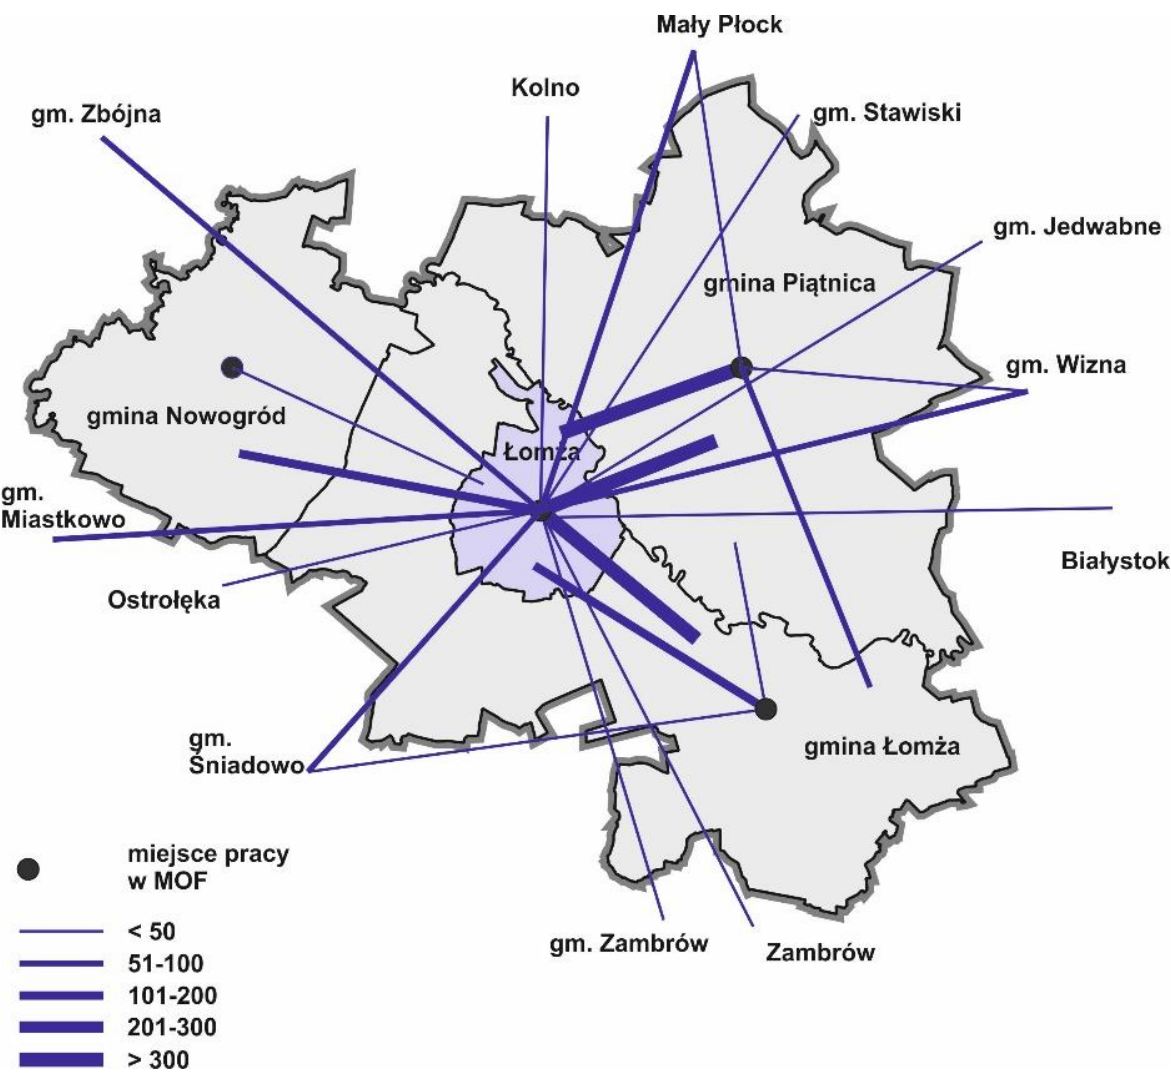 Mały Płock
Kolno
gm. Zbójna
gm. Stawiski
gm. Jedwabne
gmina Piątnica
gm. Wizna
gmina Nowogród
Łomża
gm.
Miastkowo
Białystok
Ostrołęka
gm.
Śniadowo
gmina Łomża
gm. Zambrów
Zambrów
miejsce pracy
w MOF
< 50
51-100
101-200
201-300
> 300